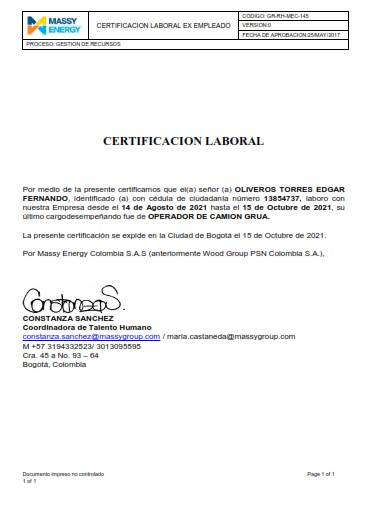 MASSY
ENERGY
CERTIFICACION LABORAL EX EMPLEADO
CODIGO: GR-RH-MEC-145
VERSION:0
FECHA DE APROBACION:25/MAY/2017
PROCESO: GESTION DE RECURSOS
CERTIFICACION LABORAL
Por medio de la presente certificamos que el(a) señor (a) OLIVEROS TORRES EDGAR
FERNANDO, identificado (a) con cédula de ciudadanía número 13854737, laboro con
nuestra Empresa desde el 14 de Agosto de 2021 hasta el 15 de Octubre de 2021, su
último cargodesempeñando fue de OPERADOR DE CAMION GRUA.
La presente certificación se expide en la Ciudad de Bogotá el 15 de Octubre de 2021.
Por Massy Energy Colombia S.A.S (anteriormente Wood Group PSN Colombia S.A.),
Constanza S.
CONSTANZA SANCHEZ
Coordinadora de Talento Humano
constanza.sanchez@massygroup.com / maria.castaneda@massygroup.com
M +57 3194332523/ 3013095595
Cra. 45 a No. 93 – 64
Bogotá, Colombia
Documento impreso no controlado
Page 1 of 1
1 of 1